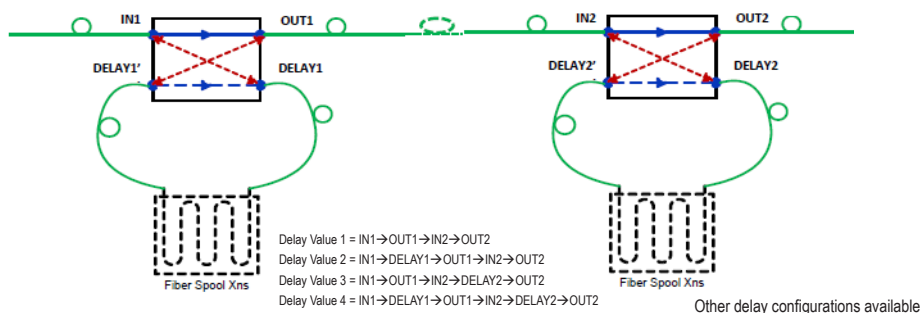 IN1 OUT1 IN2 OUT2
DELAY1' DELAY1 DELAY2' DELAY2
Fiber Spool Xns
Delay Value 1 = IN1→OUT1→IN2→OUT2
Delay Value 2 = IN1→DELAY1→OUT1→IN2→OUT2
Delay Value 3 = IN1→OUT1→IN2→DELAY2→OUT2
Delay Value 4 = IN1→DELAY1→OUT1→IN2→DELAY2→OUT2
Fiber Spool Xns
Other delay configurations available